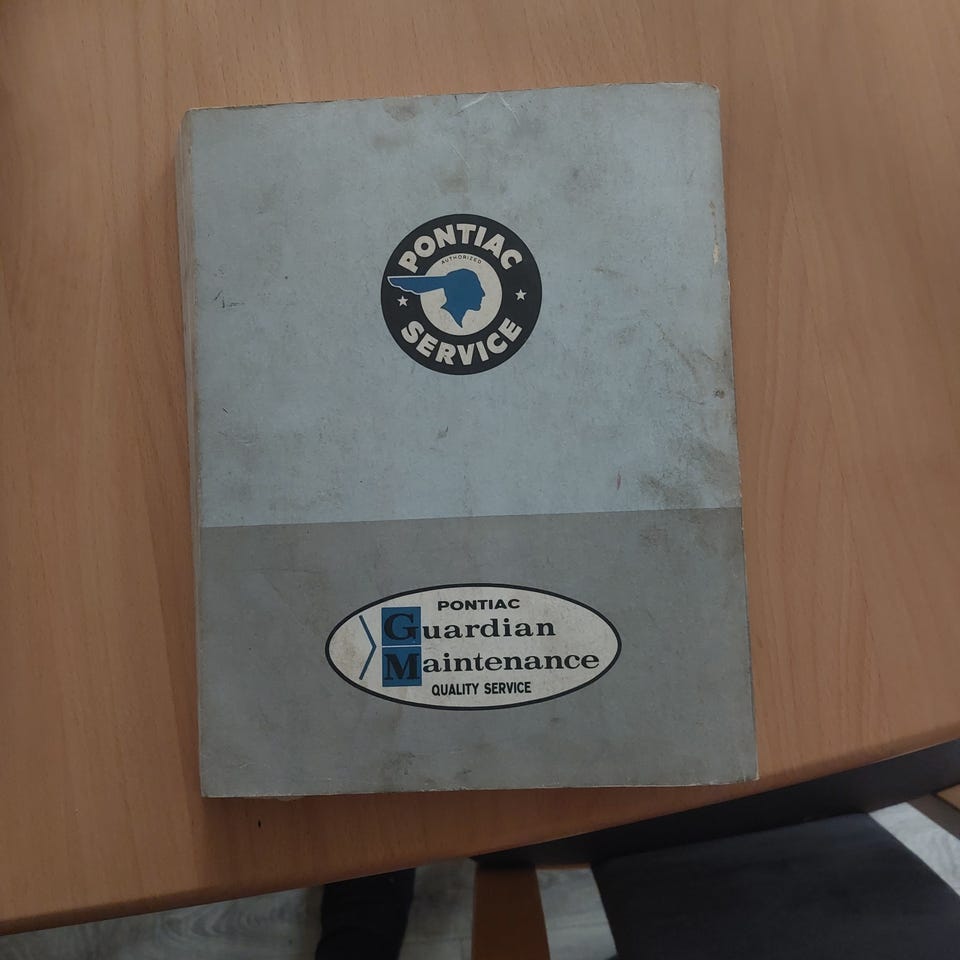 PONTIAC
AUTHORIZED
SERVICE
PONTIAC
Guardian
Maintenance
QUALITY SERVICE